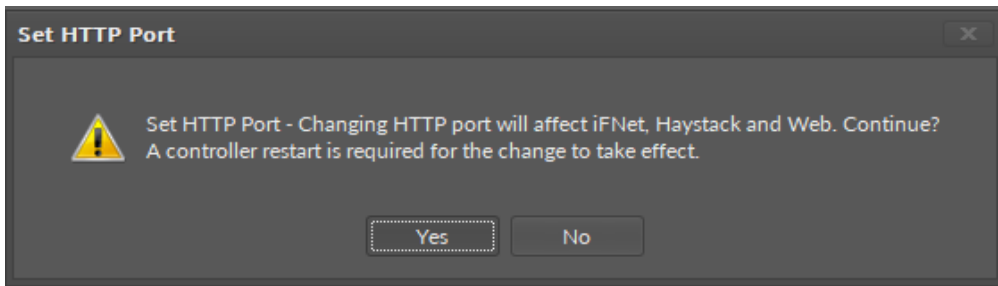 Set HTTP Port
Set HTTP Port - Changing HTTP port will affect iFNet, Haystack and Web. Continue?
A controller restart is required for the change to take effect.
Yes
No